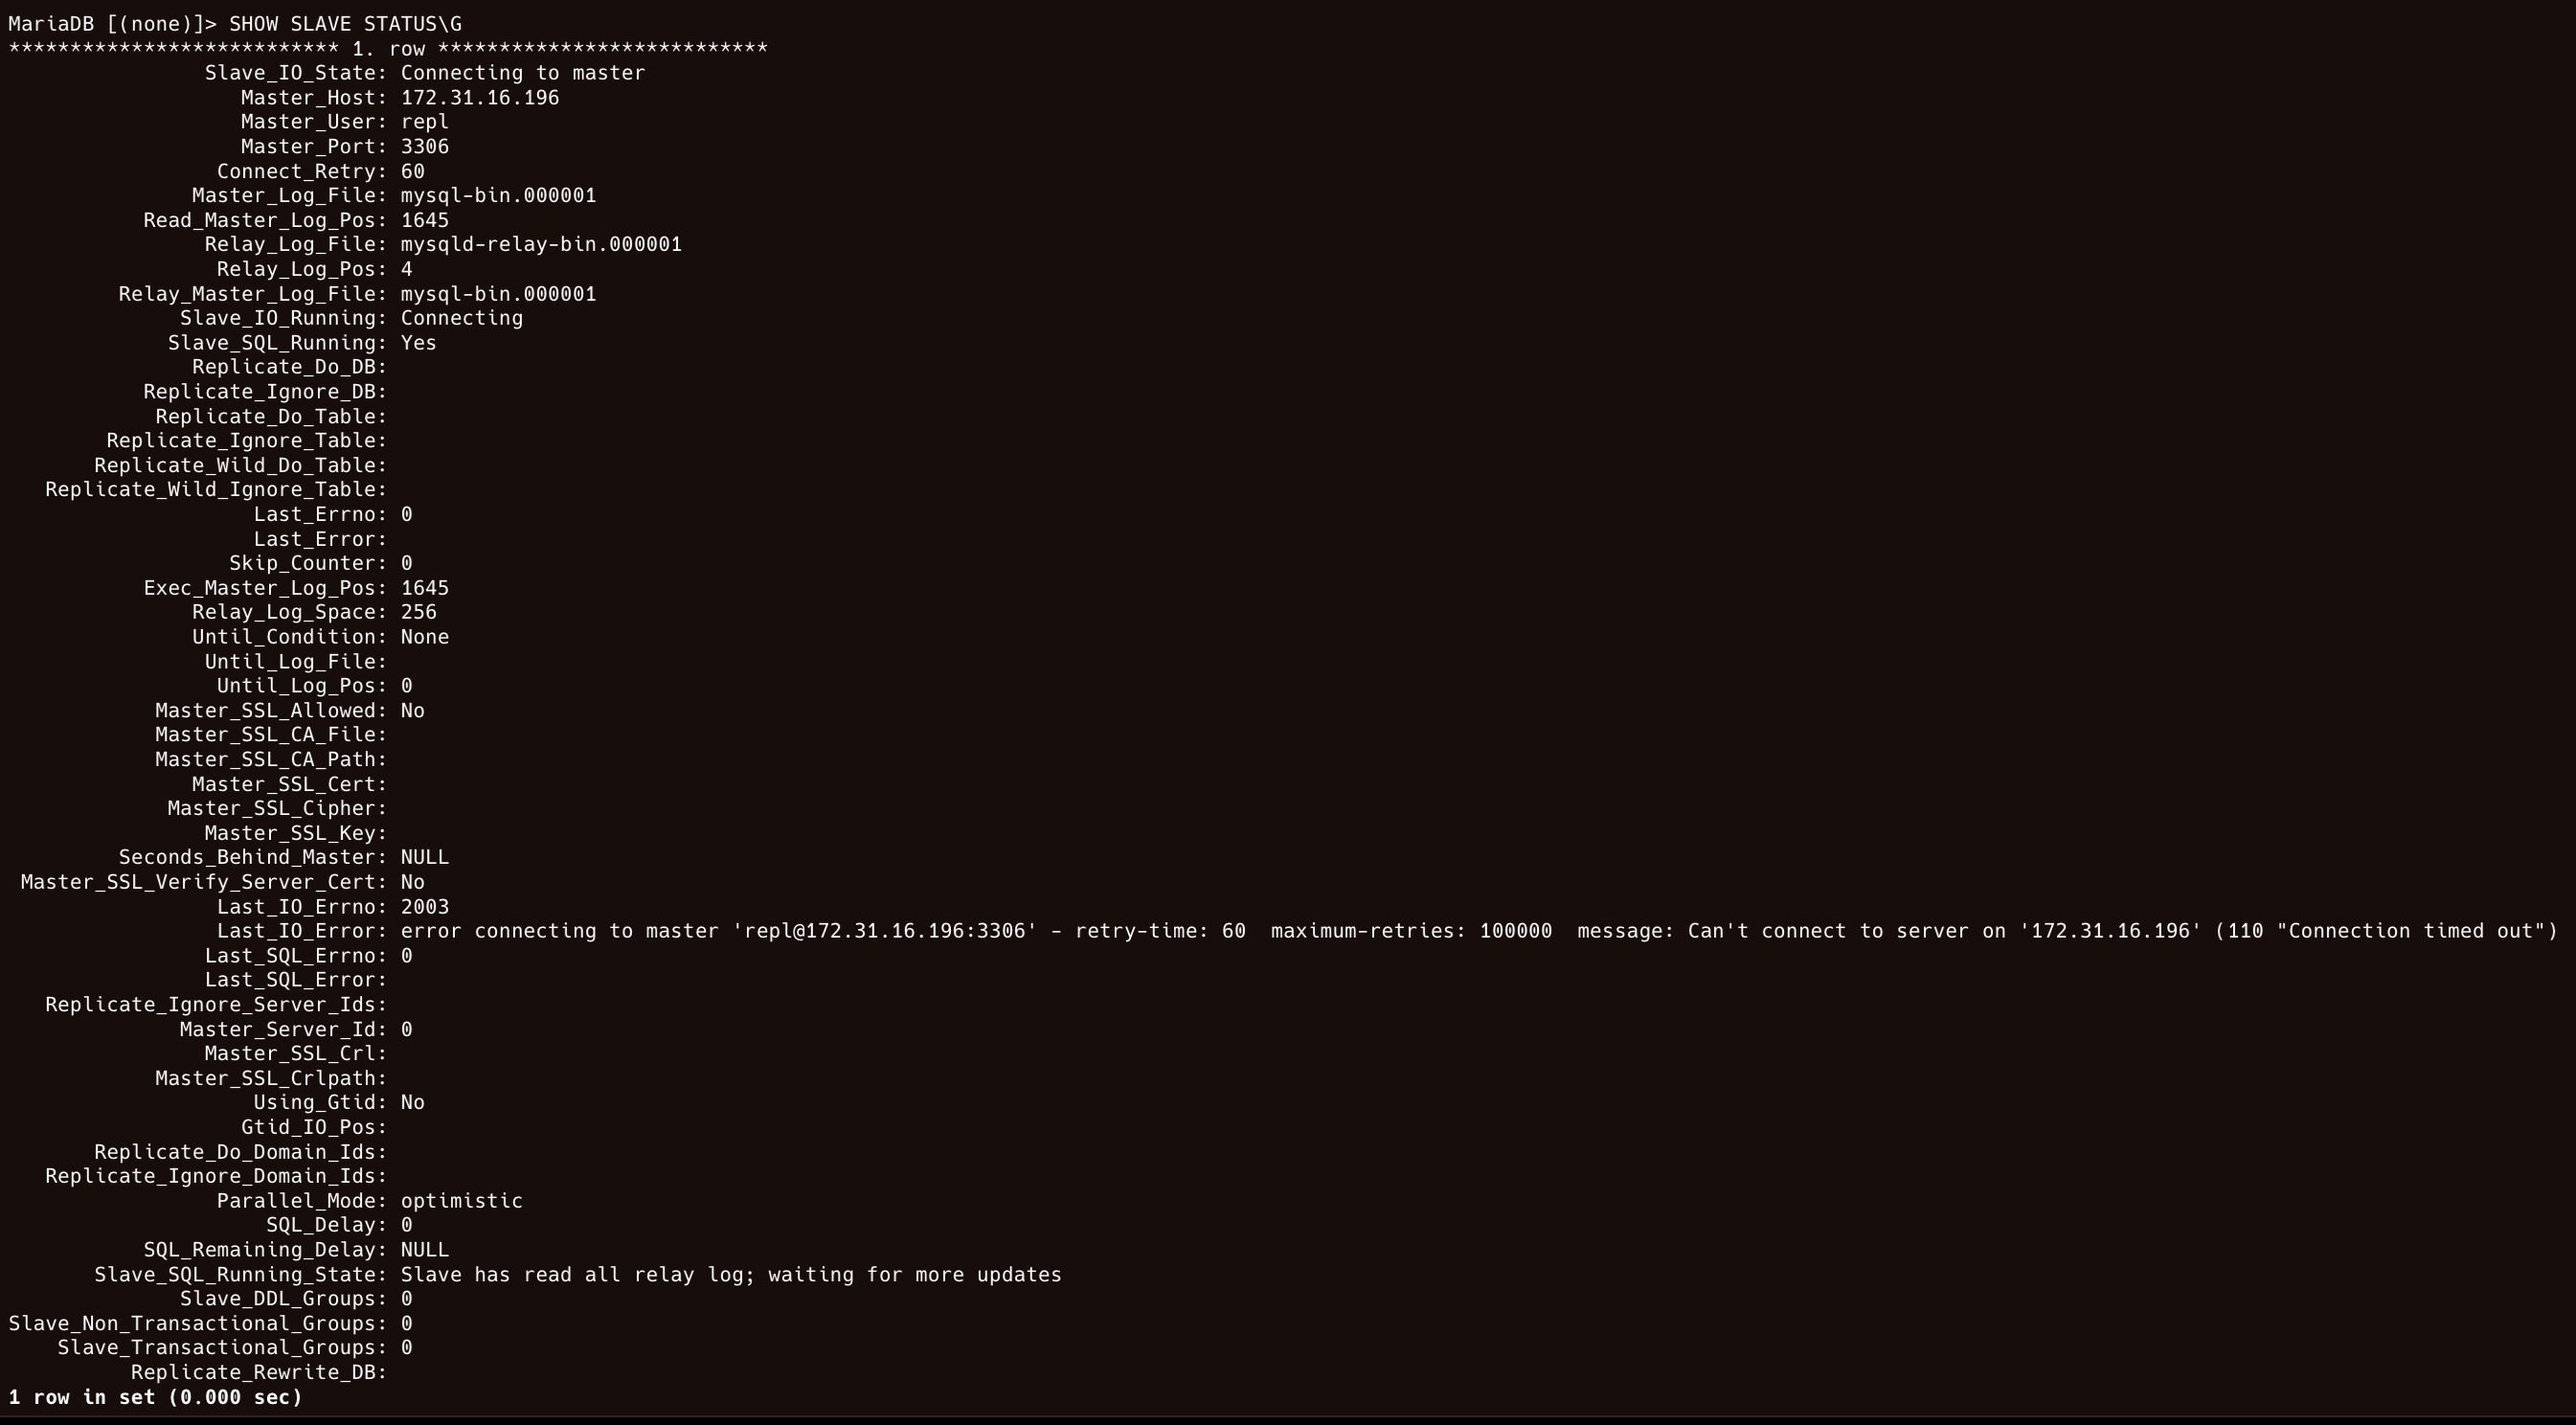 MariaDB [(none)]> SHOW SLAVE STATUS\G
*************************** 1. row ***************************
Slave_IO_State: Connecting to master
Master_Host: 172.31.16.196
Master_User: repl
Master_Port: 3306
Connect_Retry: 60
Master_Log_File: mysql-bin.000001
Read_Master_Log_Pos: 1645
Relay_Log_File: mysqld-relay-bin.000001
Relay_Log_Pos: 4
Relay_Master_Log_File: mysql-bin.000001
Slave_IO_Running: Connecting
Slave_SQL_Running: Yes
Replicate_Do_DB:
Replicate_Ignore_DB:
Replicate_Do_Table:
Replicate_Ignore_Table:
Replicate_Wild_Do_Table:
Replicate_Wild_Ignore_Table:
Last_Errno: 0
Last_Error:
Skip_Counter: 0
Exec_Master_Log_Pos: 1645
Relay_Log_Space: 256
Until_Condition: None
Until_Log_File:
Until_Log_Pos: 0
Master_SSL_Allowed: No
Master_SSL_CA_File:
Master_SSL_CA_Path:
Master_SSL_Cert:
Master_SSL_Cipher:
Master_SSL_Key:
Seconds_Behind_Master: NULL
Master_SSL_Verify_Server_Cert: No
Last_IO_Errno: 2003
Last_IO_Error: error connecting to master 'repl@172.31.16.196:3306' - retry-time: 60  maximum-retries: 100000  message: Can't connect to server on '172.31.16.196' (110 "Connection timed out")
Last_SQL_Errno: 0
Last_SQL_Error:
Replicate_Ignore_Server_Ids:
Master_Server_Id: 0
Master_SSL_Crl:
Master_SSL_Crlpath:
Using_Gtid: No
Gtid_IO_Pos:
Replicate_Do_Domain_Ids:
Replicate_Ignore_Domain_Ids:
Parallel_Mode: optimistic
SQL_Delay: 0
SQL_Remaining_Delay: NULL
Slave_SQL_Running_State: Slave has read all relay log; waiting for more updates
Slave_DDL_Groups: 0
Slave_Non_Transactional_Groups: 0
Slave_Transactional_Groups: 0
Replicate_Rewrite_DB:
1 row in set (0.000 sec)